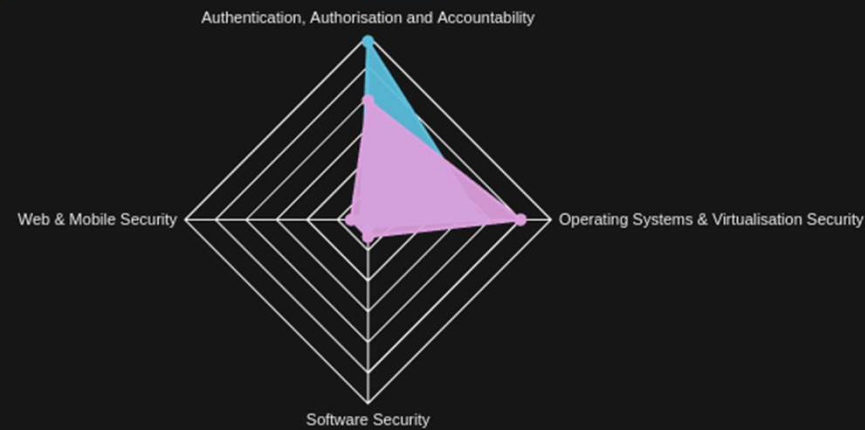 Authentication, Authorisation and Accountability
Web & Mobile Security
Operating Systems & Virtualisation Security
Software Security